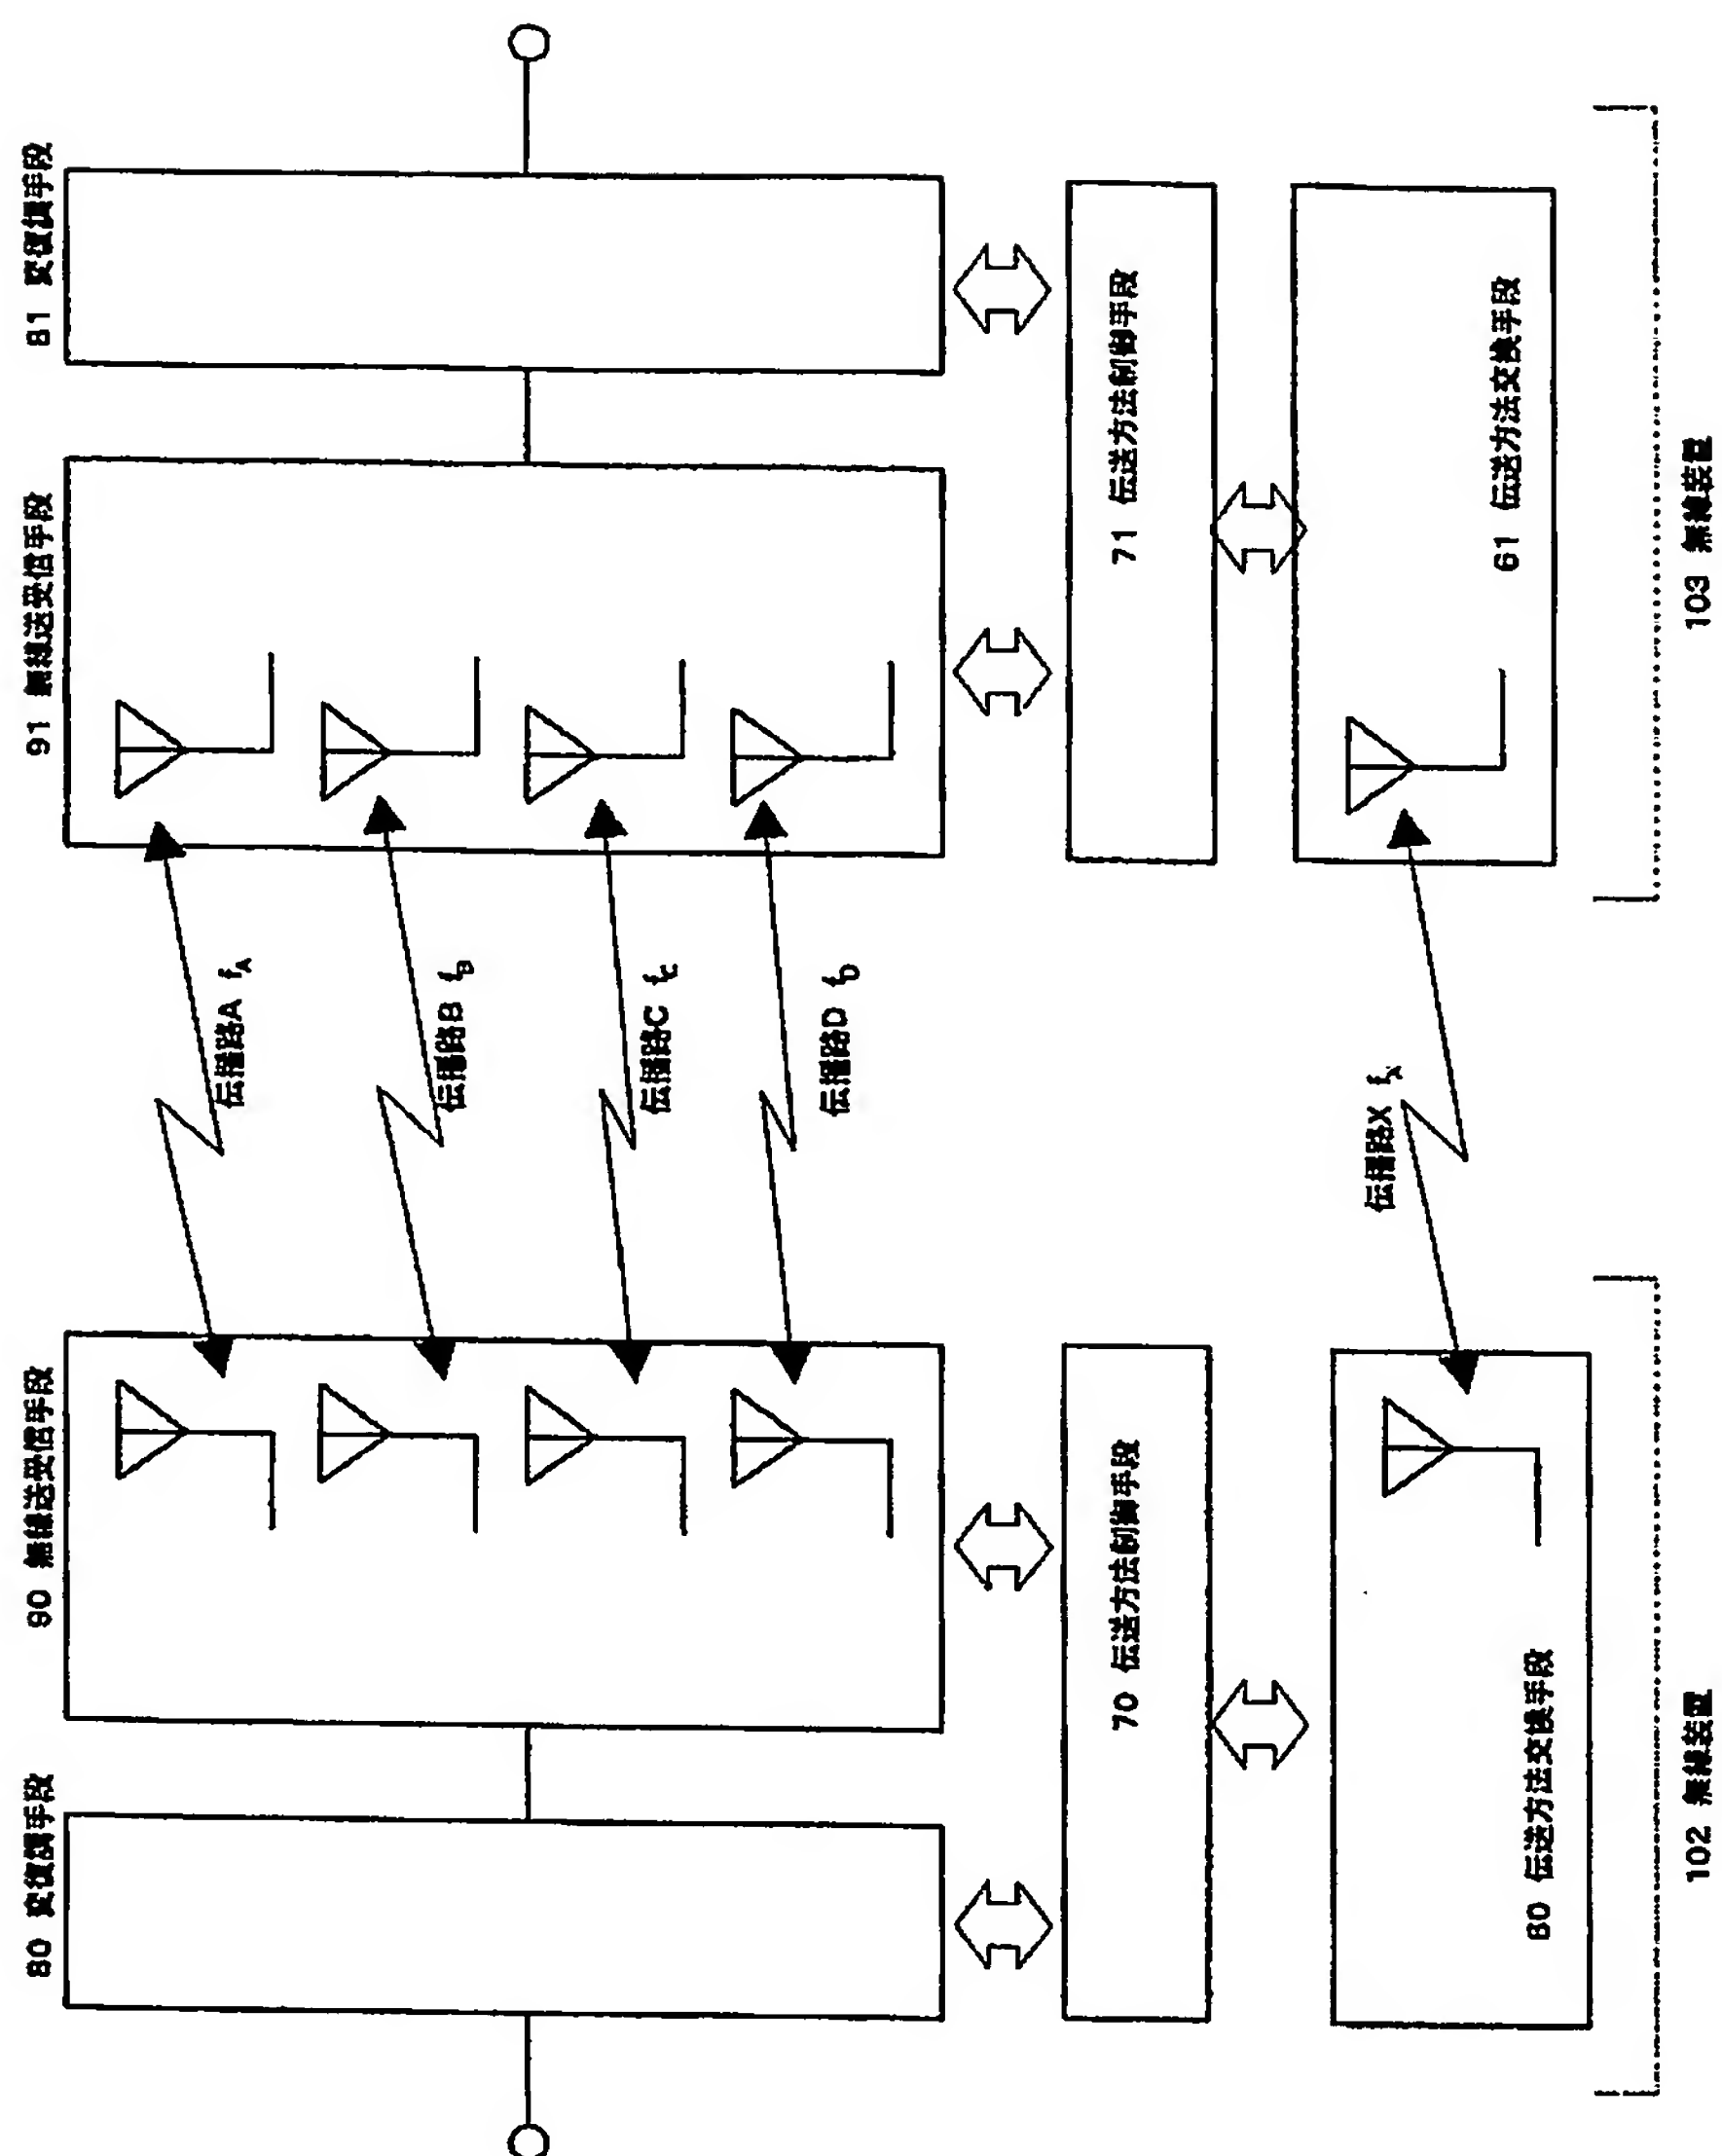 80 変復調手段
90 無線送受信手段
91 無線送受信手段
81 変復調手段
伝播路A fA
伝播路B fB
伝播路C fC
伝播路D fD
70 伝送方法制御手段
71 伝送方法制御手段
伝播路X fX
60 伝送方法交換手段
61 伝送方法交換手段
102 無線装置
103 無線装置